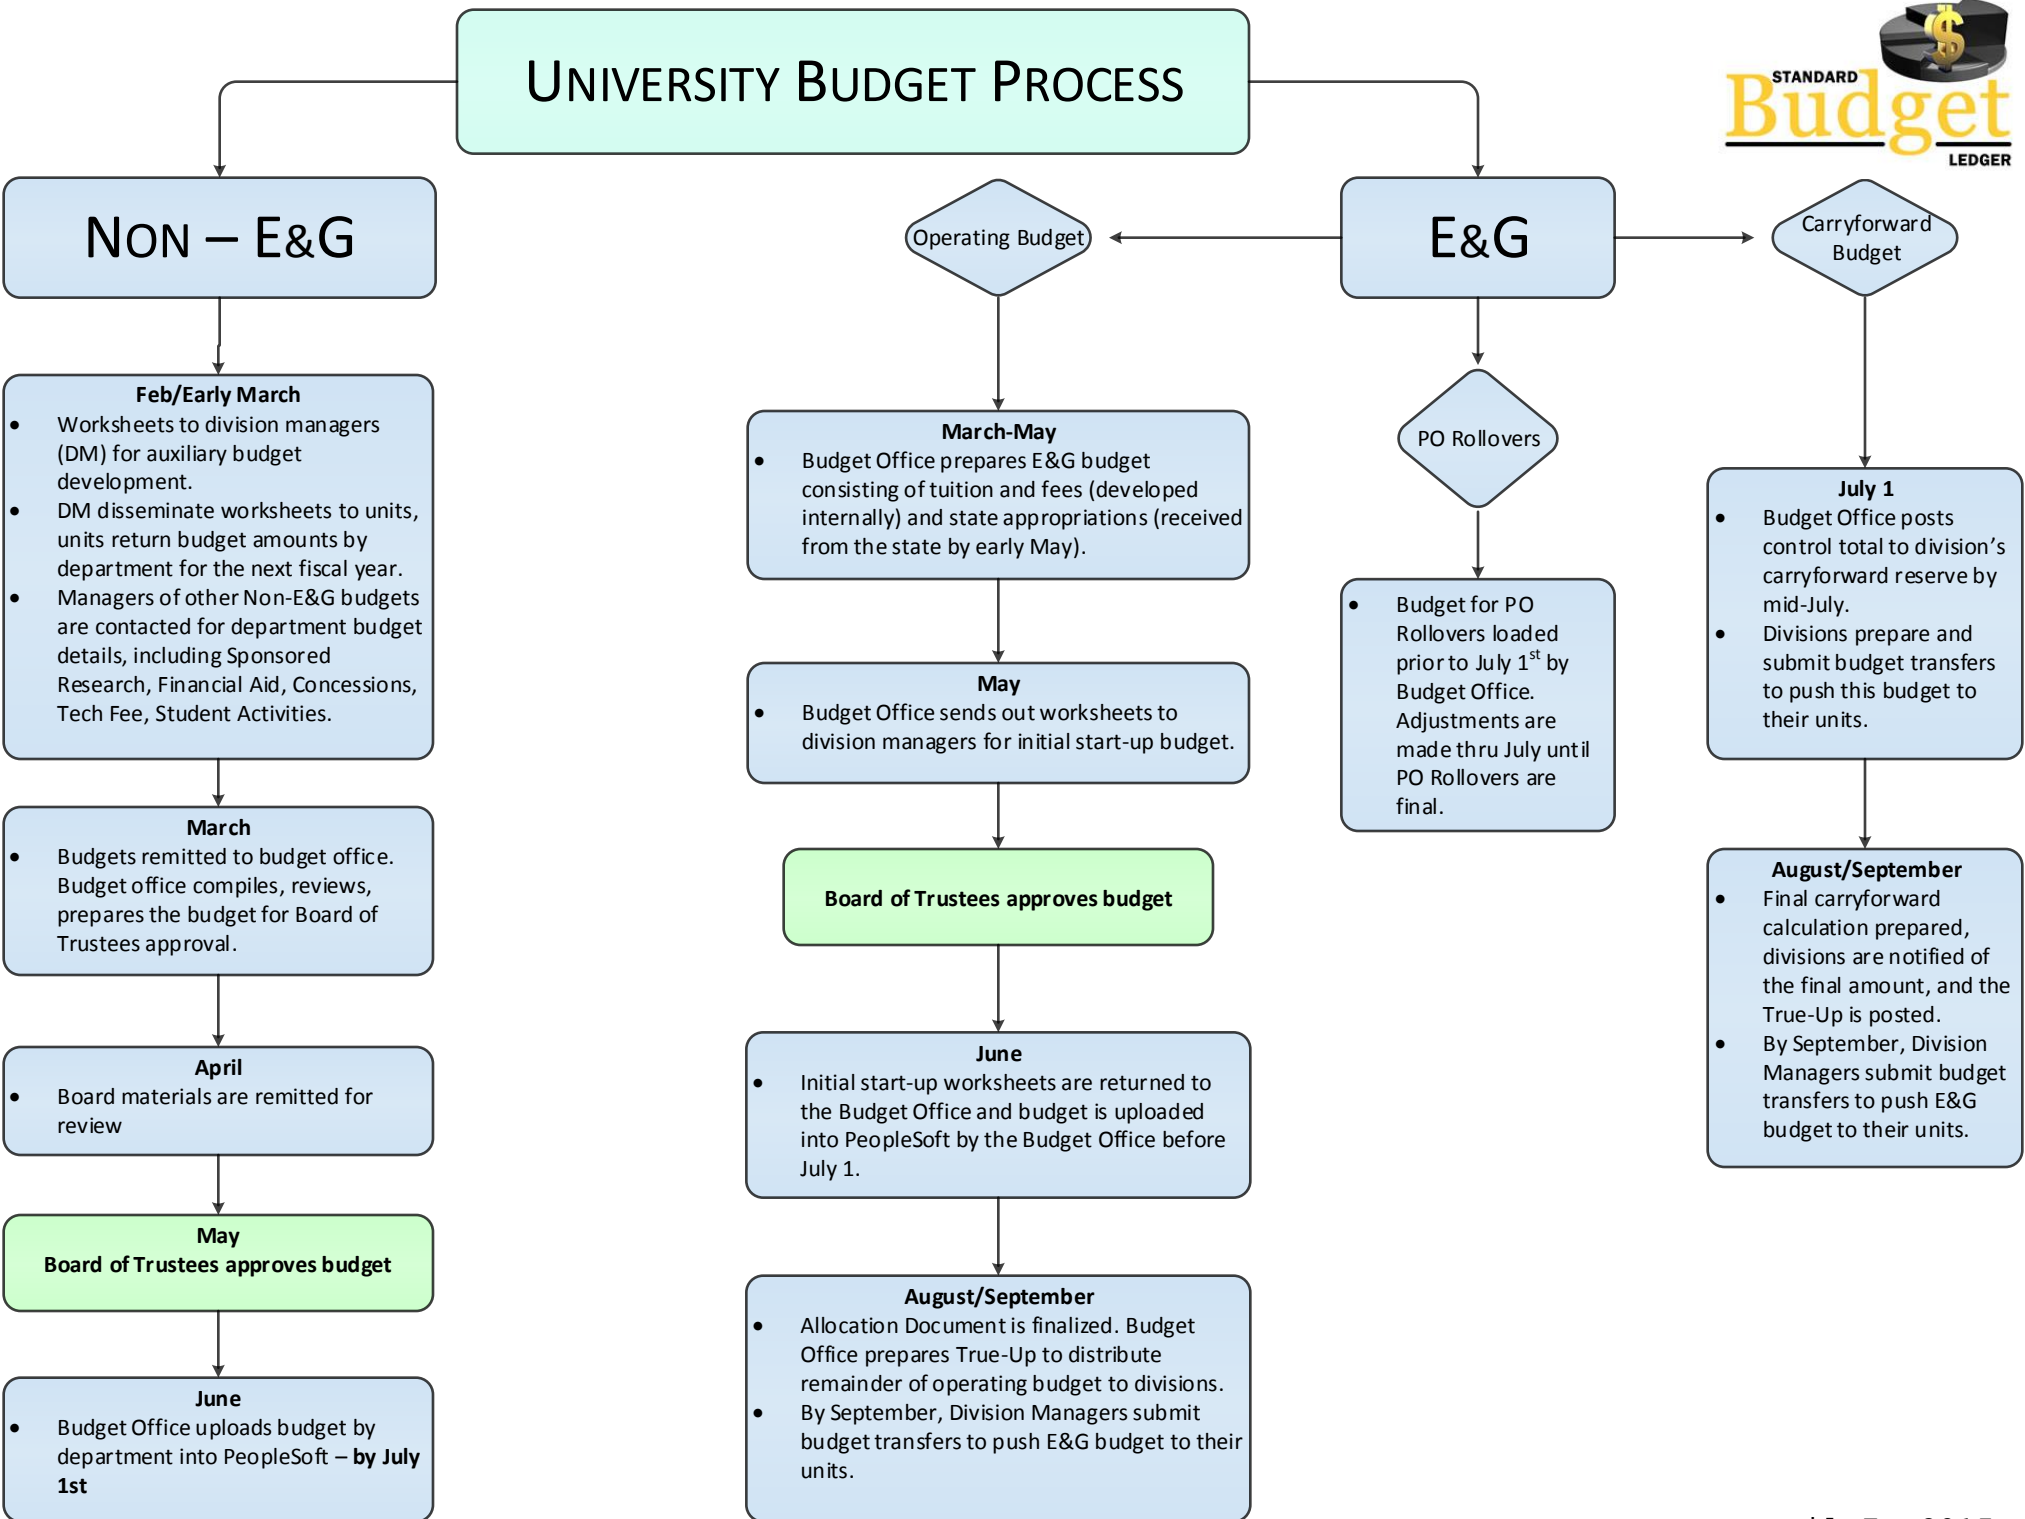 UNIVERSITY BUDGET PROCESS
STANDARD
Budget
LEDGER
NON – E&G
Operating Budget
E&G
Carryforward
Budget
Feb/Early March
• Worksheets to division managers
(DM) for auxiliary budget
development.
• DM disseminate worksheets to units,
units return budget amounts by
department for the next fiscal year.
• Managers of other Non-E&G budgets
are contacted for department budget
details, including Sponsored
Research, Financial Aid, Concessions,
Tech Fee, Student Activities.
March
• Budgets remitted to budget office.
Budget office compiles, reviews,
prepares the budget for Board of
Trustees approval.
April
• Board materials are remitted for
review
May
Board of Trustees approves budget
June
• Budget Office uploads budget by
department into PeopleSoft – by July
1st
March-May
• Budget Office prepares E&G budget
consisting of tuition and fees (developed
internally) and state appropriations (received
from the state by early May).
May
• Budget Office sends out worksheets to
division managers for initial start-up budget.
Board of Trustees approves budget
June
• Initial start-up worksheets are returned to
the Budget Office and budget is uploaded
into PeopleSoft by the Budget Office before
July 1.
August/September
• Allocation Document is finalized. Budget
Office prepares True-Up to distribute
remainder of operating budget to divisions.
• By September, Division Managers submit
budget transfers to push E&G budget to their
units.
PO Rollovers
• Budget for PO
Rollovers loaded
prior to July 1st by
Budget Office.
Adjustments are
made thru July until
PO Rollovers are
final.
July 1
• Budget Office posts
control total to division’s
carryforward reserve by
mid-July.
• Divisions prepare and
submit budget transfers
to push this budget to
their units.
August/September
• Final carryforward
calculation prepared,
divisions are notified of
the final amount, and the
True-Up is posted.
• By September, Division
Managers submit budget
transfers to push E&G
budget to their units.